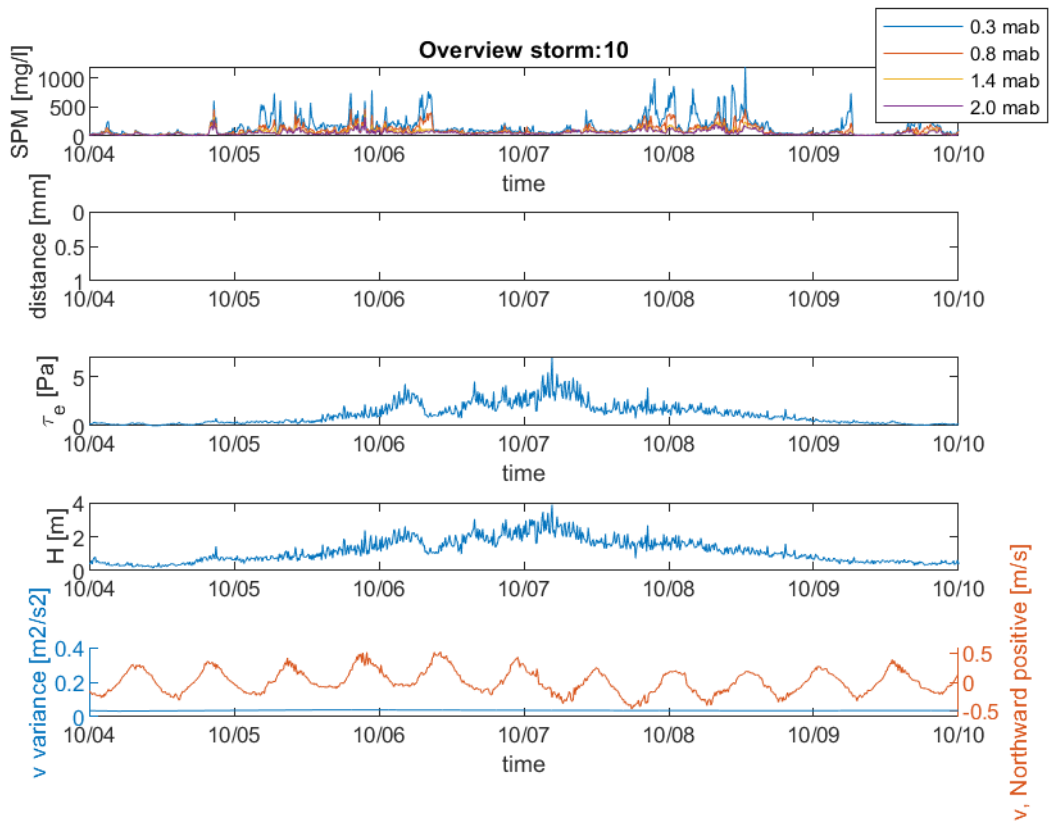 Overview storm:10
0.3 mab
0.8 mab
1.4 mab
2.0 mab
SPM [mg/l]
1000
500
0
10/04 10/05 10/06 10/07 10/08 10/09 10/10
time
distance [mm]
0
0.5
1
10/04 10/05 10/06 10/07 10/08 10/09 10/10
τe [Pa]
5
0
10/04 10/05 10/06 10/07 10/08 10/09 10/10
time
H [m]
4
2
0
10/04 10/05 10/06 10/07 10/08 10/09 10/10
v variance [m2/s2]
0.4
0.2
0
v, Northward positive [m/s]
0.5
0
-0.5
10/04 10/05 10/06 10/07 10/08 10/09 10/10
time